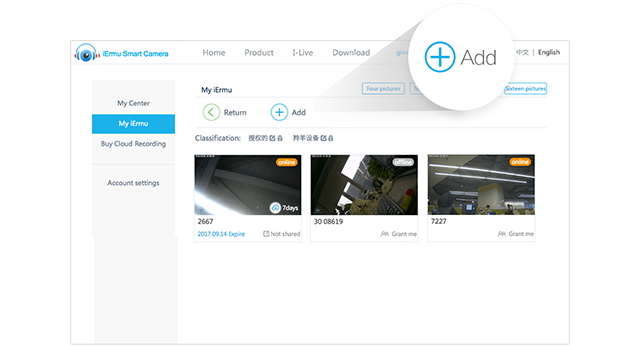 iErmu Smart Camera
Home Product I-Live Download 中文 | English
Add
My Center
My iErmu
Buy Cloud Recording
Account settings
My iErmu
Four pictures Sixteen pictures
Return Add
Classification: 授权的 羚羊设备
online
7days
2667
2017.09.14 Expire Not shared
offline
30 08619
Grant me
online
7227
Grant me